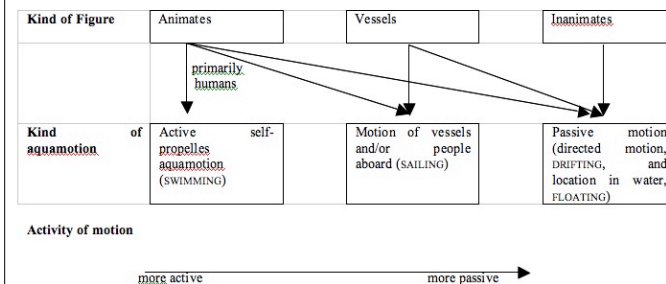 Kind of Figure
Animates
Vessels
Inanimates
primarily
humans
Kind of
aquamotion
Active self-
propelles
aquamotion
(SWIMMING)
Motion of vessels
and/or people
aboard (SAILING)
Passive motion
(directed motion,
DRIFTING, and
location in water,
FLOATING)
Activity of motion
more active
more passive